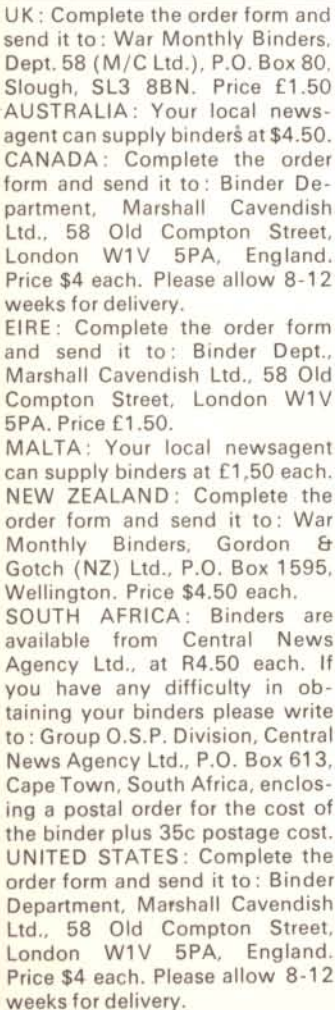 UK: Complete the order form and
send it to: War Monthly Binders,
Dept. 58 (M/C Ltd.), P.O. Box 80,
Slough, SL3 8BN. Price £1.50
AUSTRALIA: Your local news-
agent can supply binders at $4.50.
CANADA: Complete the order
form and send it to: Binder De-
partment, Marshall Cavendish
Ltd., 58 Old Compton Street,
London W1V 5PA, England.
Price $4 each. Please allow 8-12
weeks for delivery.
EIRE: Complete the order form
and send it to: Binder Dept.,
Marshall Cavendish Ltd., 58 Old
Compton Street, London W1V
5PA. Price £1.50.
MALTA: Your local newsagent
can supply binders at £1,50 each.
NEW ZEALAND: Complete the
order form and send it to: War
Monthly Binders, Gordon &
Gotch (NZ) Ltd., P.O. Box 1595,
Wellington. Price $4.50 each.
SOUTH AFRICA: Binders are
available from Central News
Agency Ltd., at R4.50 each. If
you have any difficulty in ob-
taining your binders please write
to: Group O.S.P. Division, Central
News Agency Ltd., P.O. Box 613,
Cape Town, South Africa, enclos-
ing a postal order for the cost of
the binder plus 35c postage cost.
UNITED STATES: Complete the
order form and send it to: Binder
Department, Marshall Cavendish
Ltd., 58 Old Compton Street,
London W1V 5PA, England.
Price $4 each. Please allow 8-12
weeks for delivery.